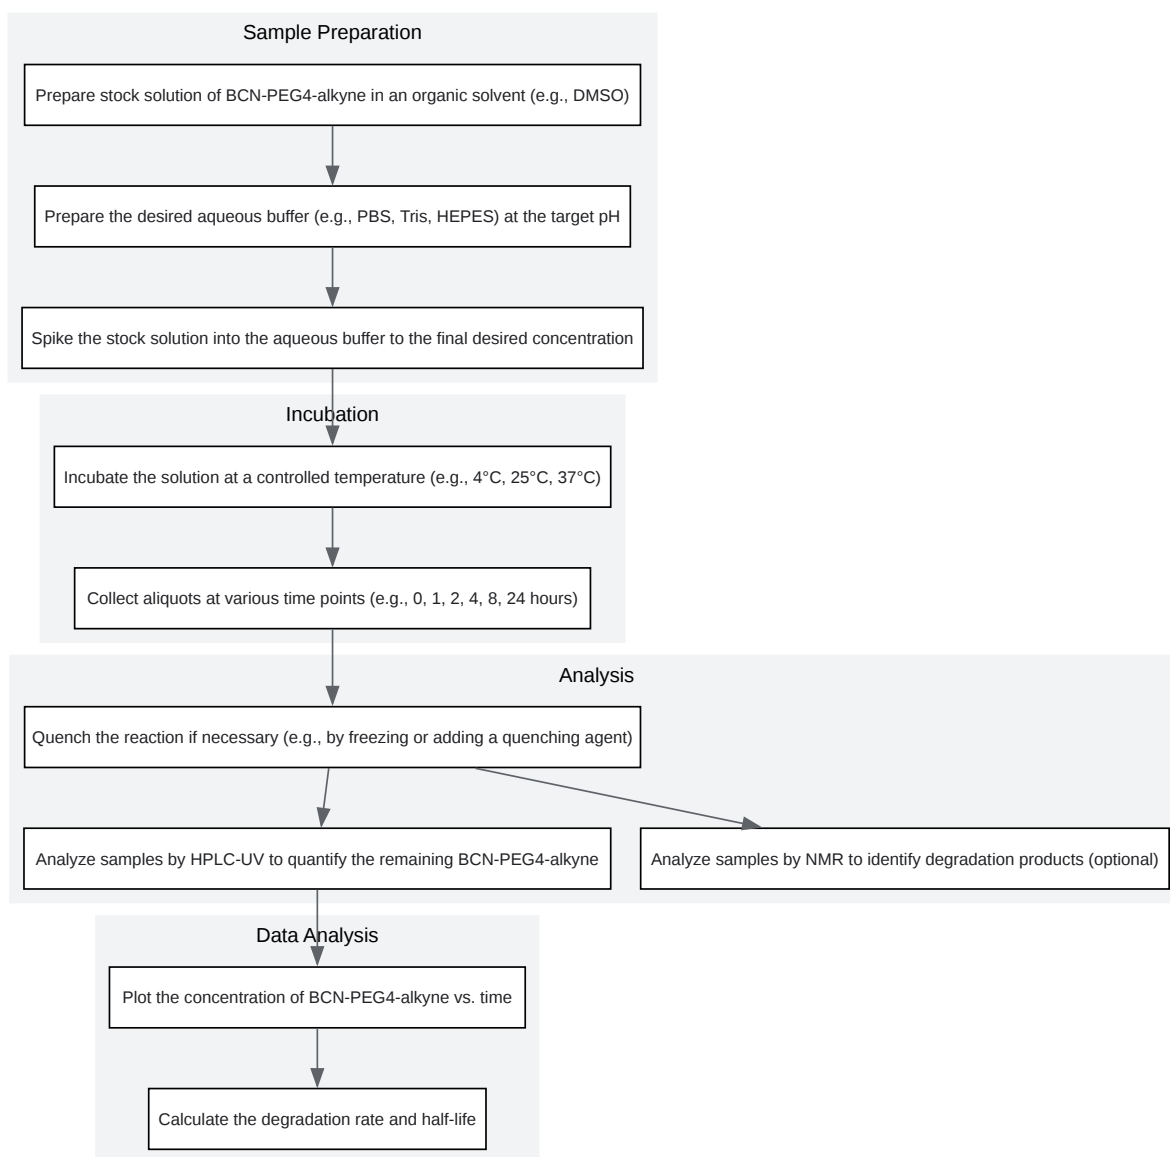 Sample Preparation
Prepare stock solution of BCN-PEG4-alkyne in an organic solvent (e.g., DMSO)
Prepare the desired aqueous buffer (e.g., PBS, Tris, HEPES) at the target pH
Spike the stock solution into the aqueous buffer to the final desired concentration
Incubation
Incubate the solution at a controlled temperature (e.g., 4°C, 25°C, 37°C)
Collect aliquots at various time points (e.g., 0, 1, 2, 4, 8, 24 hours)
Analysis
Quench the reaction if necessary (e.g., by freezing or adding a quenching agent)
Analyze samples by HPLC-UV to quantify the remaining BCN-PEG4-alkyne
Analyze samples by NMR to identify degradation products (optional)
Data Analysis
Plot the concentration of BCN-PEG4-alkyne vs. time
Calculate the degradation rate and half-life